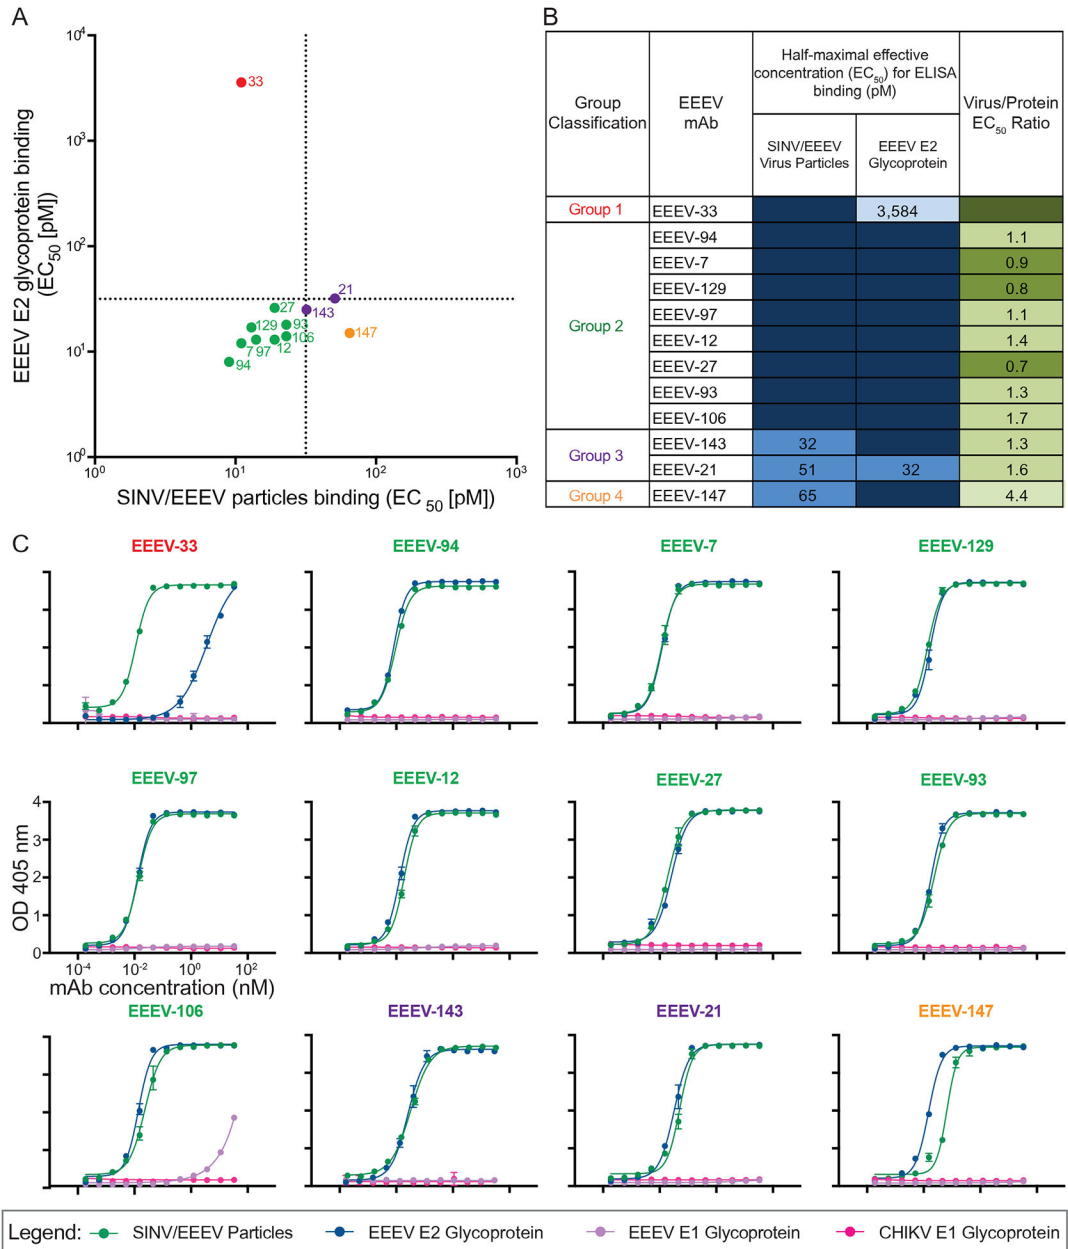 A
EEEV E2 glycoprotein binding
(EC50 [pM])
10^4
10^3
10^2
10^1
10^0
10^0
10^1
10^2
10^3
33
21
27
143
129
93
106
147
7
97
12
94
SINV/EEEV particles binding (EC 50 [pM])
B
Group
Classification
EEEV
mAb
Half-maximal effective
concentration (EC50) for ELISA
binding (pM)
Virus/Protein
EC50 Ratio
SINV/EEEV
Virus Particles
EEEV E2
Glycoprotein
Group 1
EEEV-33
3,584
Group 2
EEEV-94
1.1
EEEV-7
0.9
EEEV-129
0.8
EEEV-97
1.1
EEEV-12
1.4
EEEV-27
0.7
EEEV-93
1.3
EEEV-106
1.7
Group 3
EEEV-143
32
1.3
EEEV-21
51
32
1.6
Group 4
EEEV-147
65
4.4
C
EEEV-33
EEEV-94
EEEV-7
EEEV-129
EEEV-97
EEEV-12
EEEV-27
EEEV-93
OD 405 nm
4
3
2
1
0
10^-4
10^-2
10^0
10^2
mAb concentration (nM)
EEEV-106
EEEV-143
EEEV-21
EEEV-147
Legend:
SINV/EEEV Particles
EEEV E2 Glycoprotein
EEEV E1 Glycoprotein
CHIKV E1 Glycoprotein